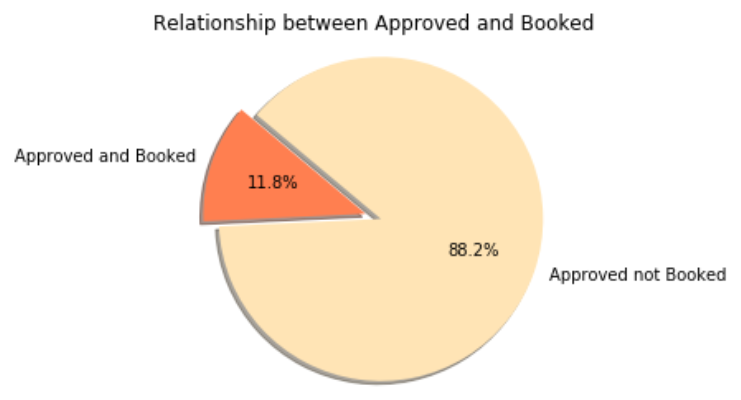 Relationship between Approved and Booked
Approved and Booked
11.8%
88.2%
Approved not Booked